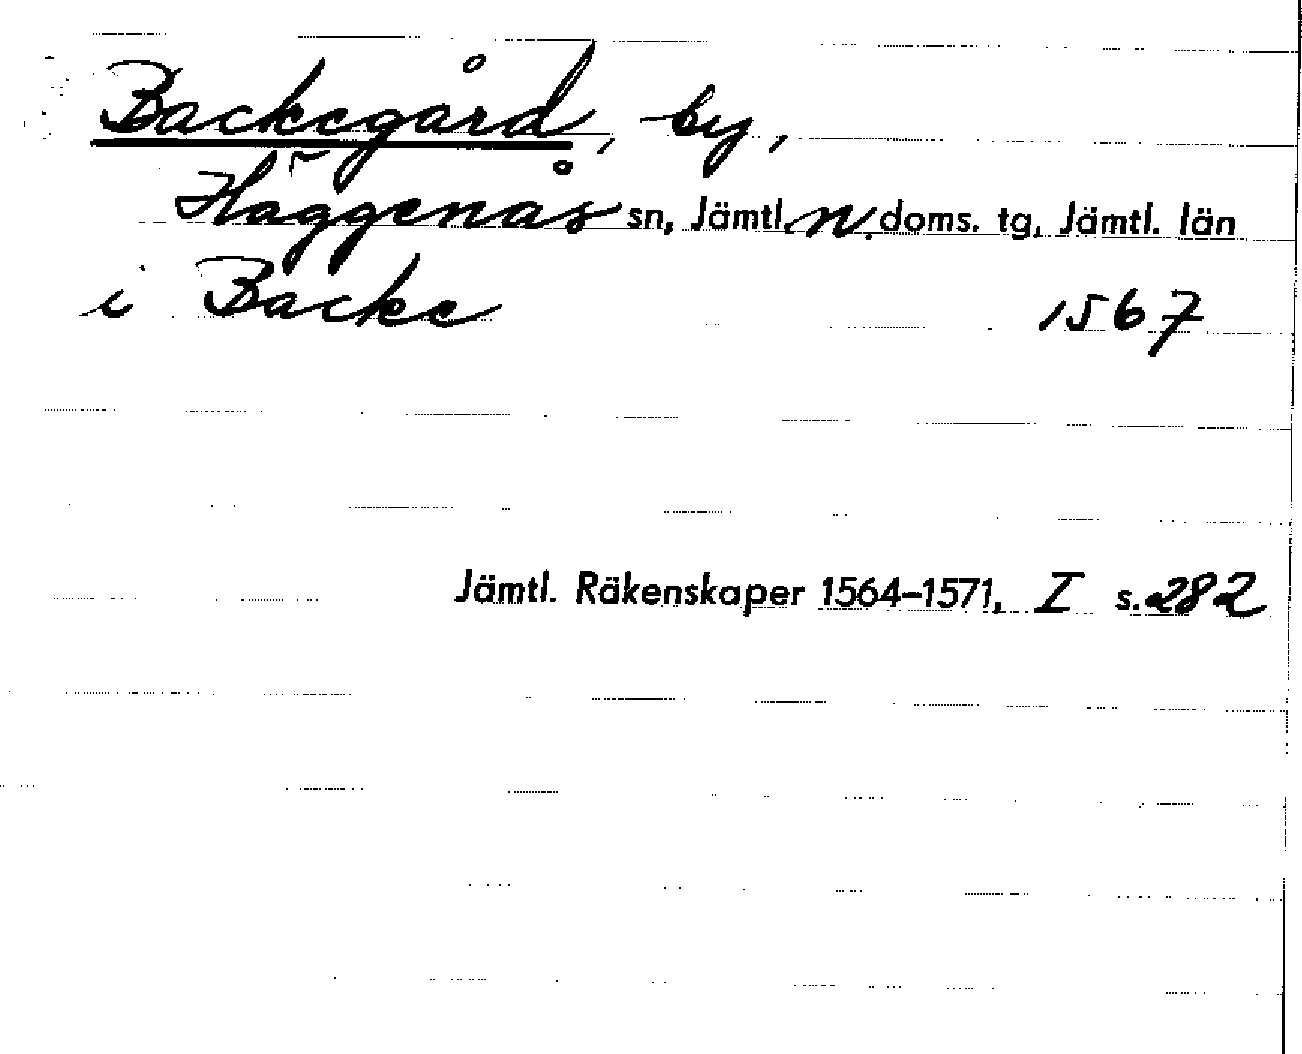 Backegård, by,
Häggenås sn, Jämtl. n. doms. tg, Jämtl. län
i Backe 1567
Jämtl. Räkenskaper 1564–1571, I s. 282